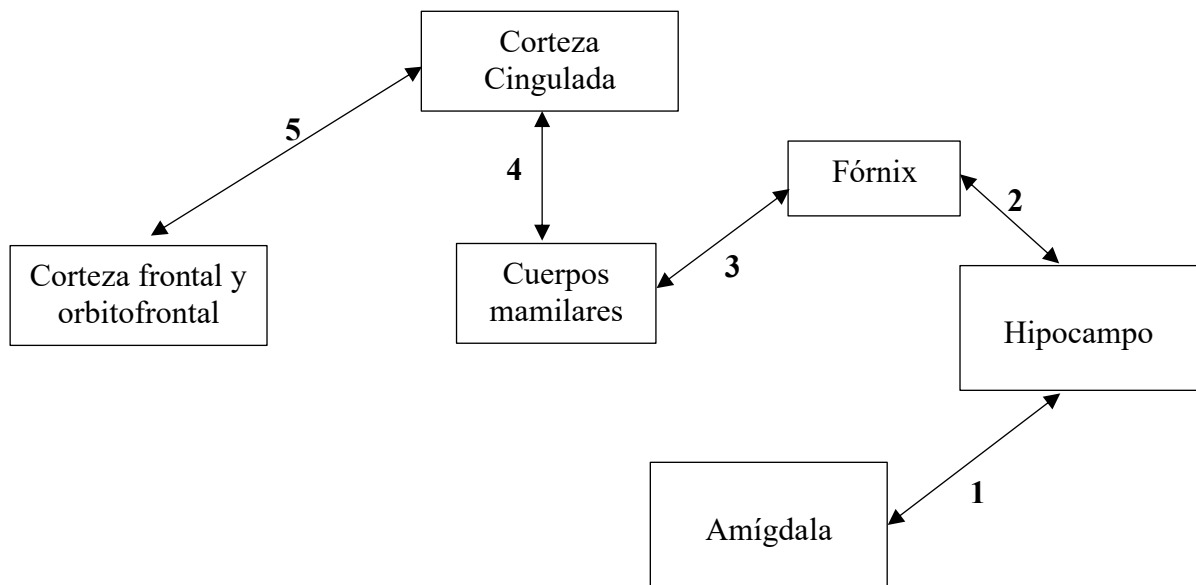 Corteza
Cingulada
5
4
Fórnix
2
Corteza frontal y
orbitofrontal
Cuerpos
mamilares
3
Hipocampo
1
Amígdala